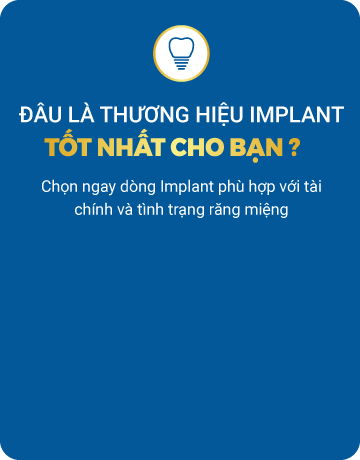 ĐÂU LÀ THƯƠNG HIỆU IMPLANT
TỐT NHẤT CHO BẠN ?
Chọn ngay dòng Implant phù hợp với tài
chính và tình trạng răng miệng